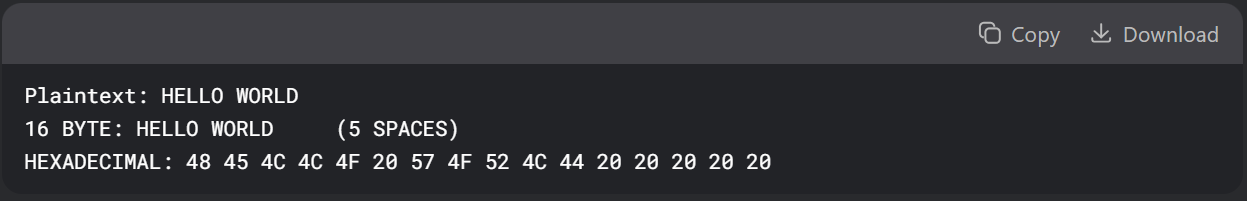 Copy Download
Plaintext: HELLO WORLD
16 BYTE: HELLO WORLD     (5 SPACES)
HEXADECIMAL: 48 45 4C 4C 4F 20 57 4F 52 4C 44 20 20 20 20 20